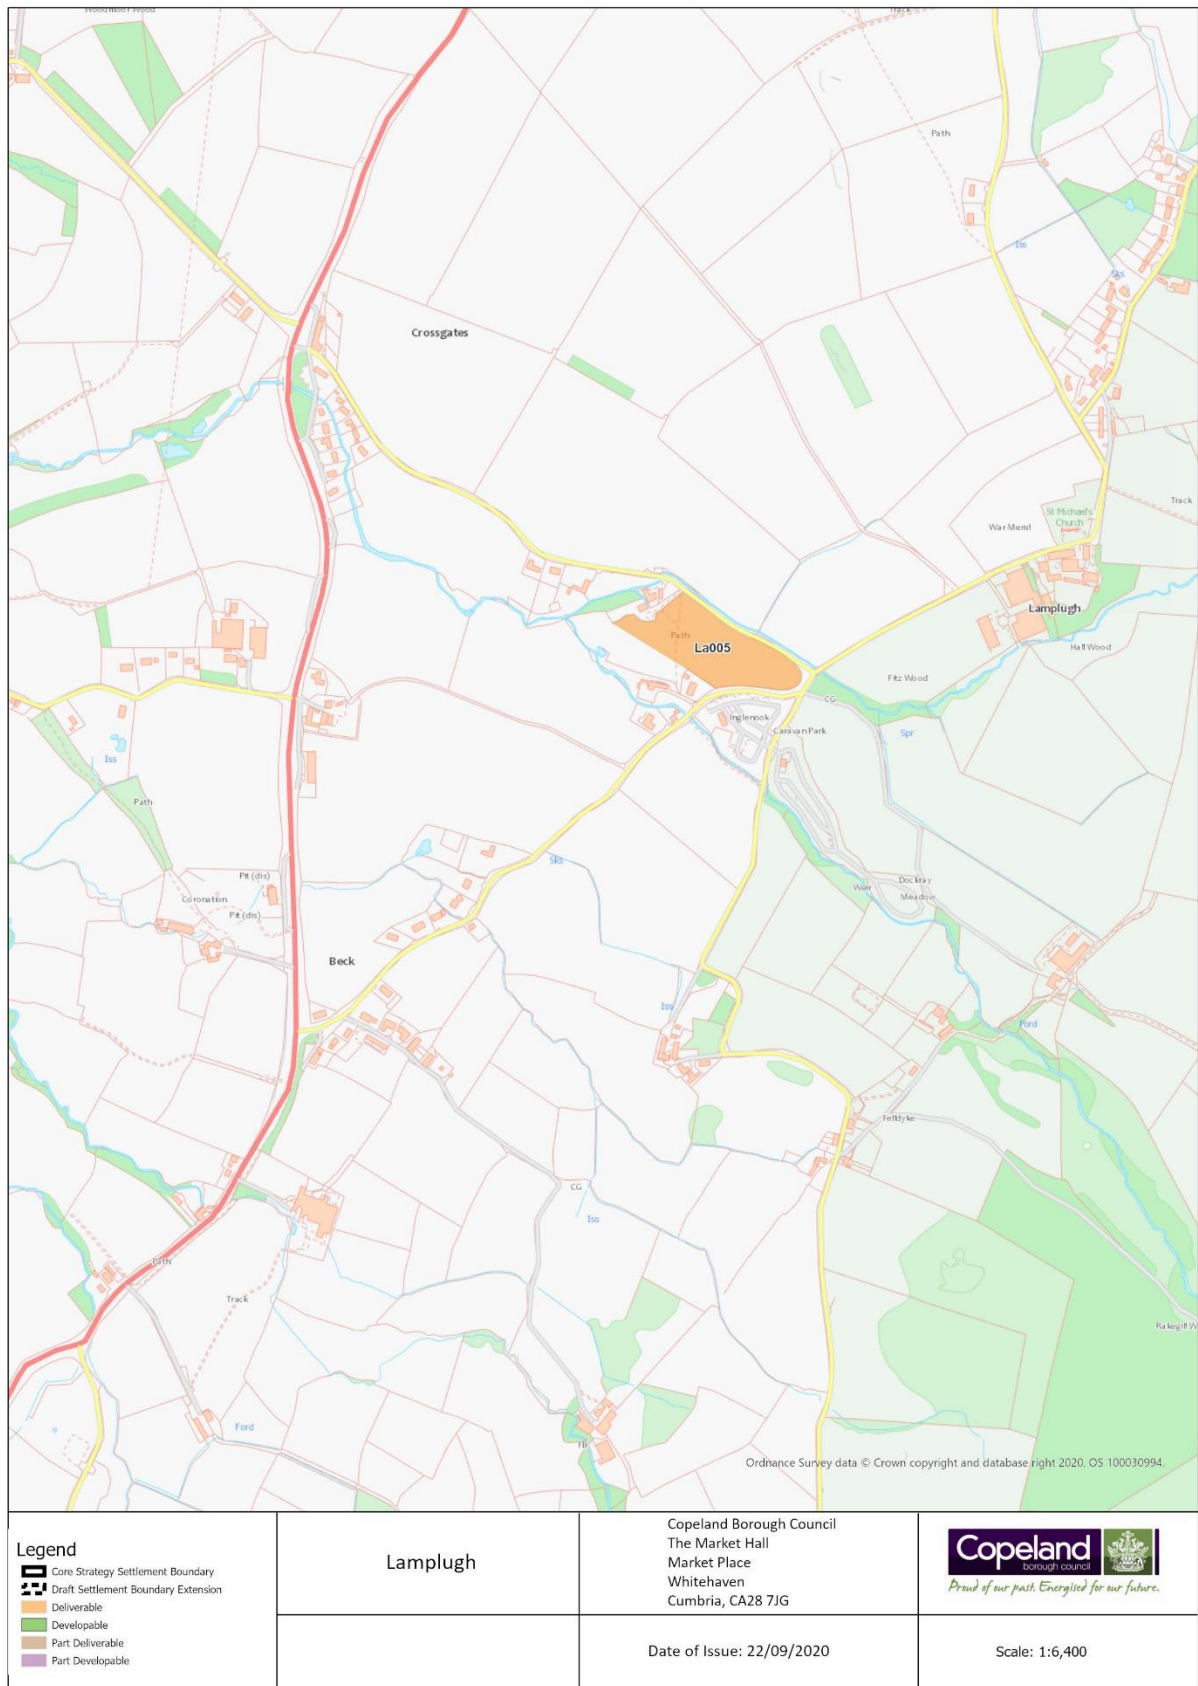 Woodmoor Wood
Track
Path
Iss
Sks
Crossgates
Track
St Michael's
Church
War Meml
Lamplugh
Hall Wood
Path
La005
Fitz Wood
CG
Inglenook
Caravan Park
Spr
Iss
Path
Sks
Pit (dis)
Coronation
Pit (dis)
Weir
Dockray
Meadow
Beck
Iss
Ford
Felldyke
CG
Iss
Path
Track
Rakegill W
Ford
FB
Ordnance Survey data © Crown copyright and database right 2020. OS 100030994.
Legend
Core Strategy Settlement Boundary
Draft Settlement Boundary Extension
Deliverable
Developable
Part Deliverable
Part Developable
Lamplugh
Copeland Borough Council
The Market Hall
Market Place
Whitehaven
Cumbria, CA28 7JG
Date of Issue: 22/09/2020
Copeland
borough council
Proud of our past. Energised for our future.
Scale: 1:6,400